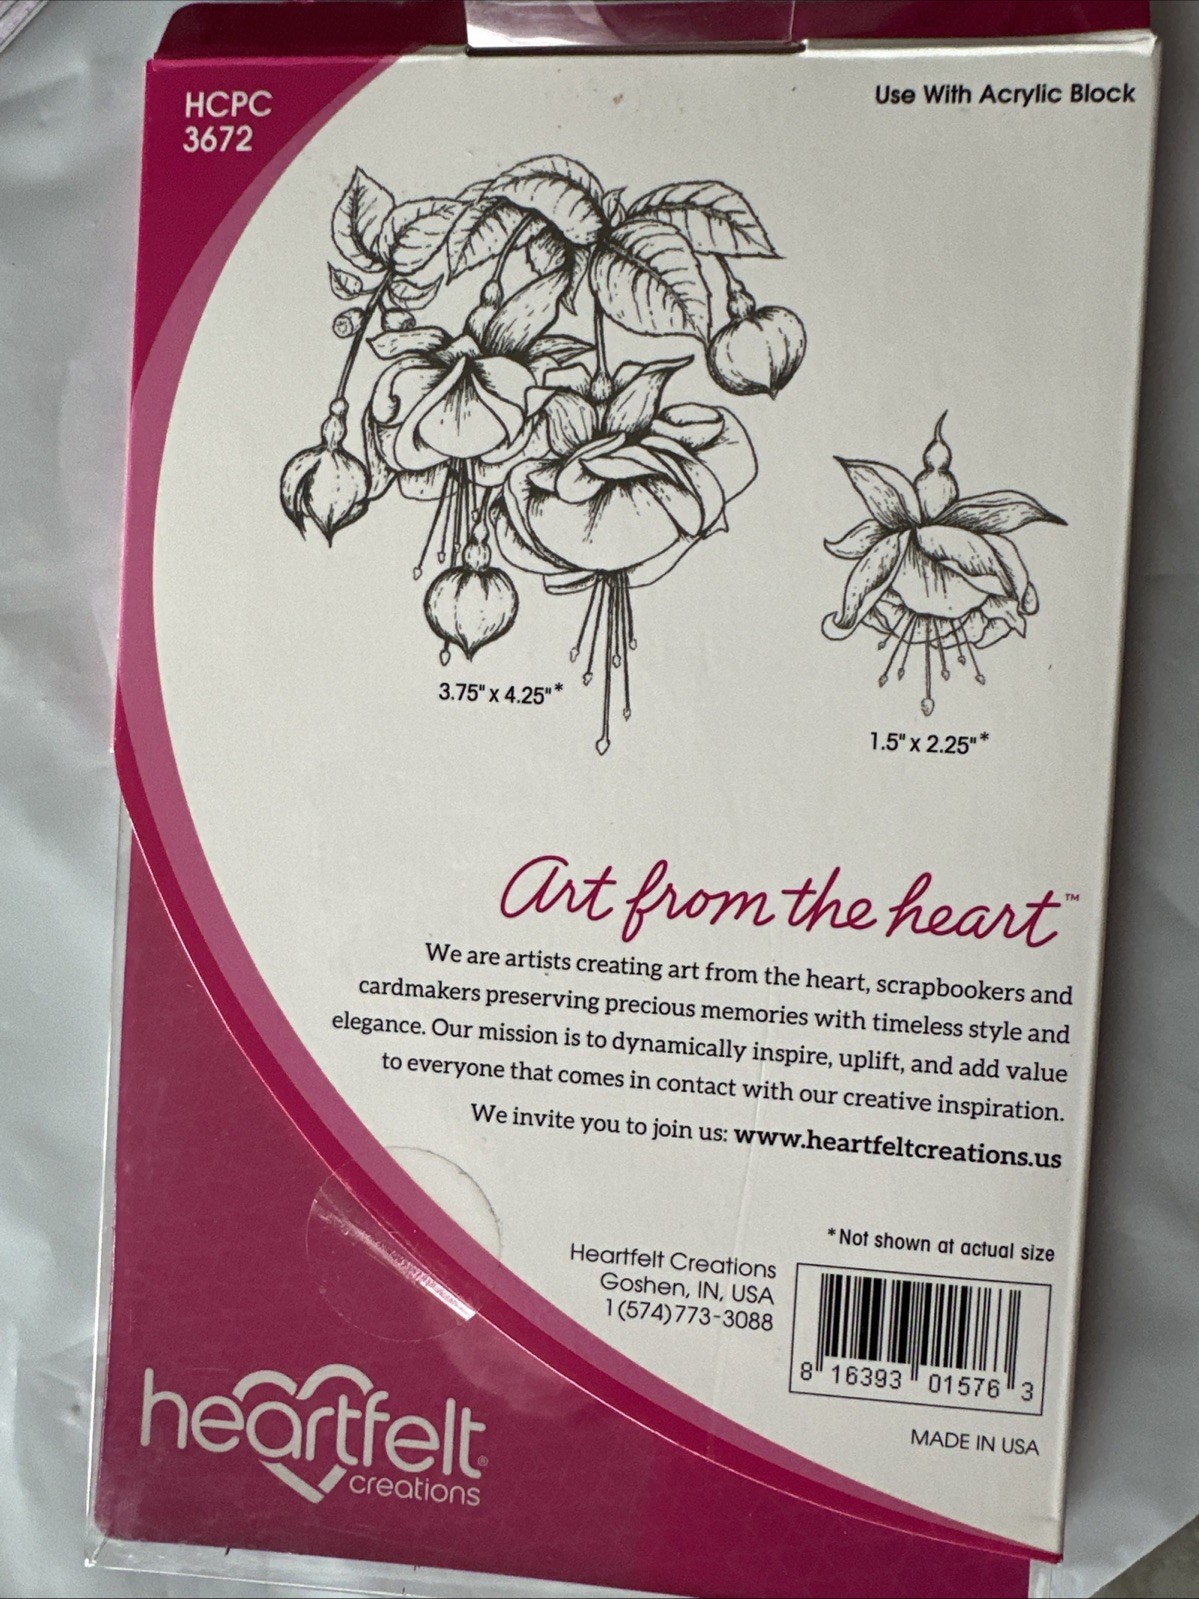 HCPC
3672
Use With Acrylic Block
3.75" x 4.25"*
1.5" x 2.25"*
Art from the heart™
We are artists creating art from the heart, scrapbookers and
cardmakers preserving precious memories with timeless style and
elegance. Our mission is to dynamically inspire, uplift, and add value
to everyone that comes in contact with our creative inspiration.
We invite you to join us: www.heartfeltcreations.us
*Not shown at actual size
Heartfelt Creations
Goshen, IN, USA
1(574)773-3088
8 16393 01576 3
MADE IN USA
heartfelt®
creations